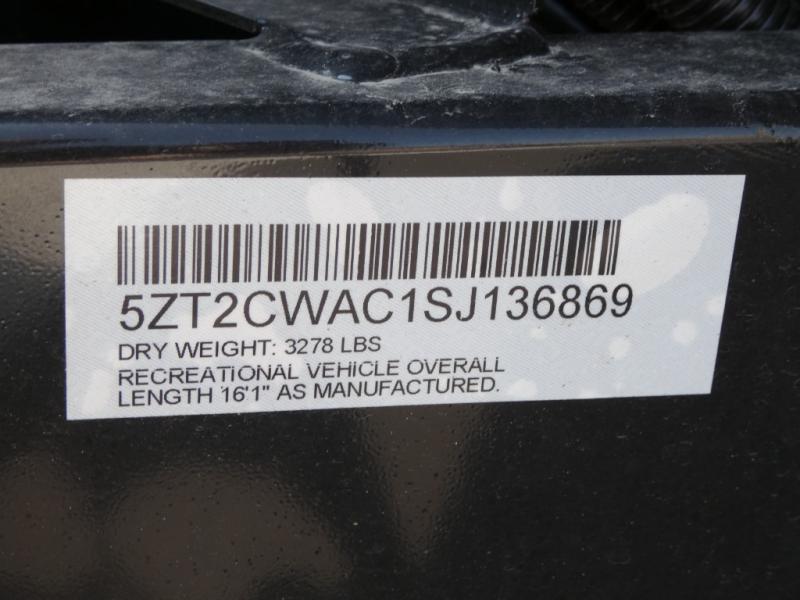 5ZT2CWAC1SJ136869
DRY WEIGHT: 3278 LBS
RECREATIONAL VEHICLE OVERALL
LENGTH 16'1" AS MANUFACTURED.